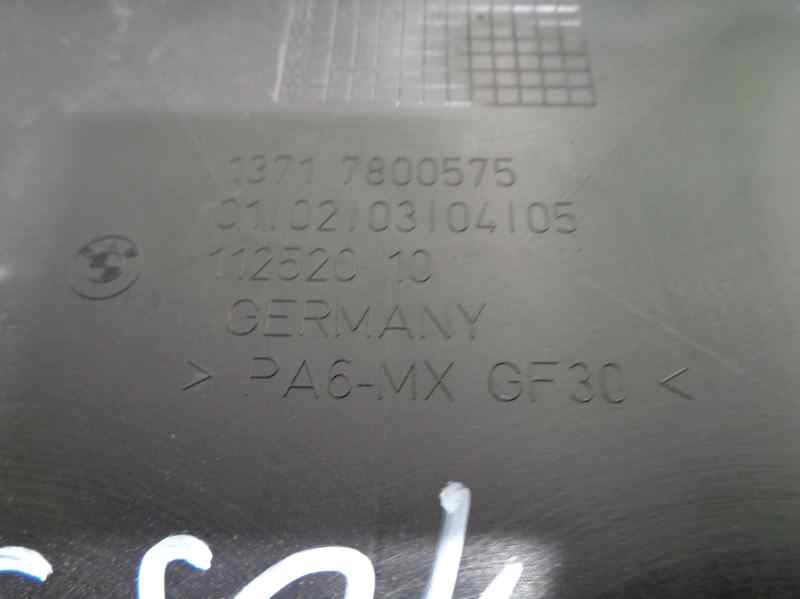 1371 7800575
01/02/03/04/05
112520 10
GERMANY
> PA6-MX GF30 <